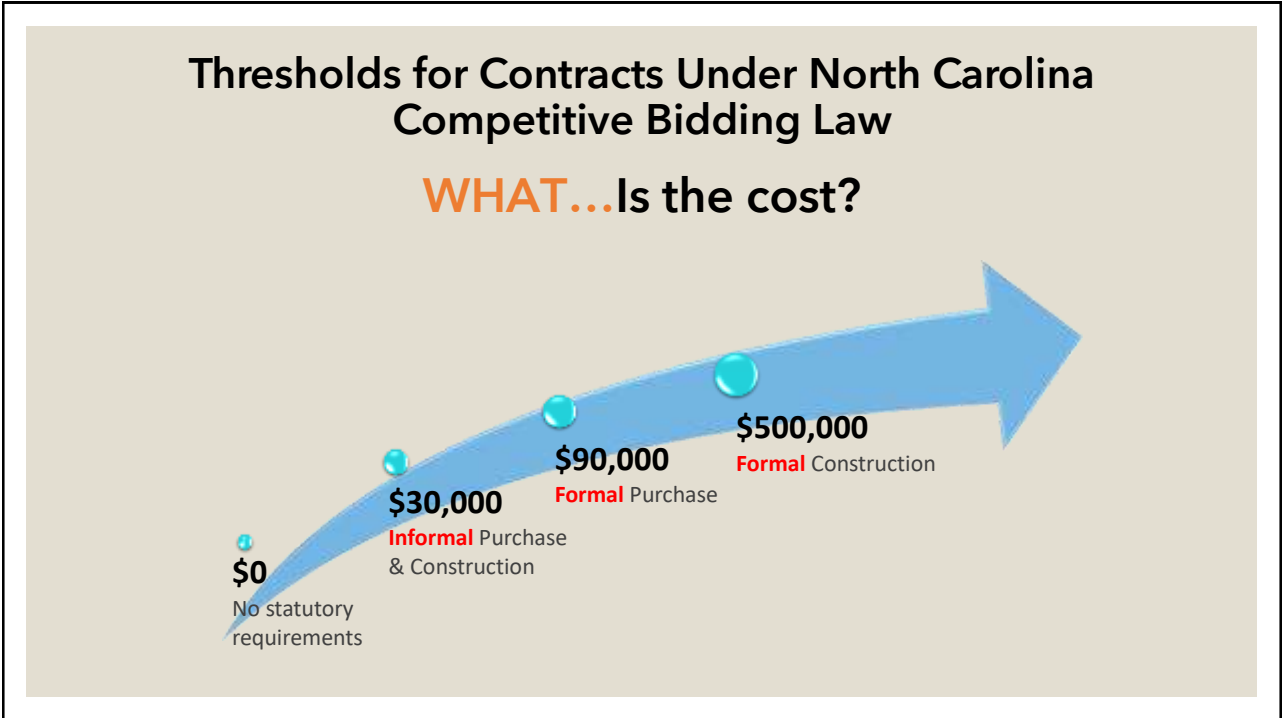 Thresholds for Contracts Under North Carolina
Competitive Bidding Law
WHAT…Is the cost?
$0
No statutory
requirements
$30,000
Informal Purchase
& Construction
$90,000
Formal Purchase
$500,000
Formal Construction